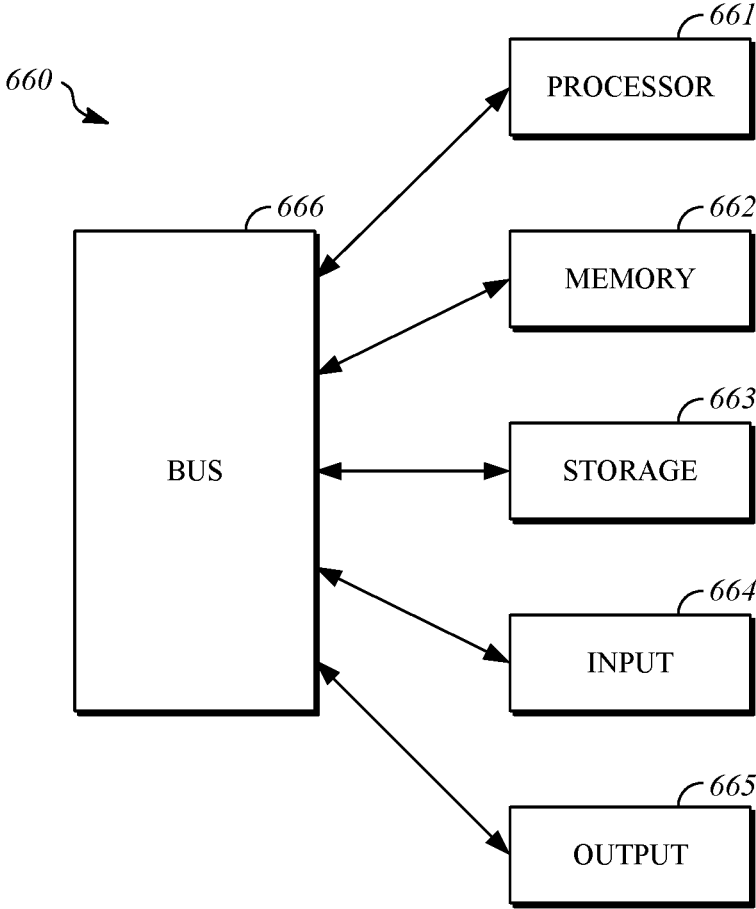 661
660
PROCESSOR
666
662
MEMORY
663
BUS
STORAGE
664
INPUT
665
OUTPUT